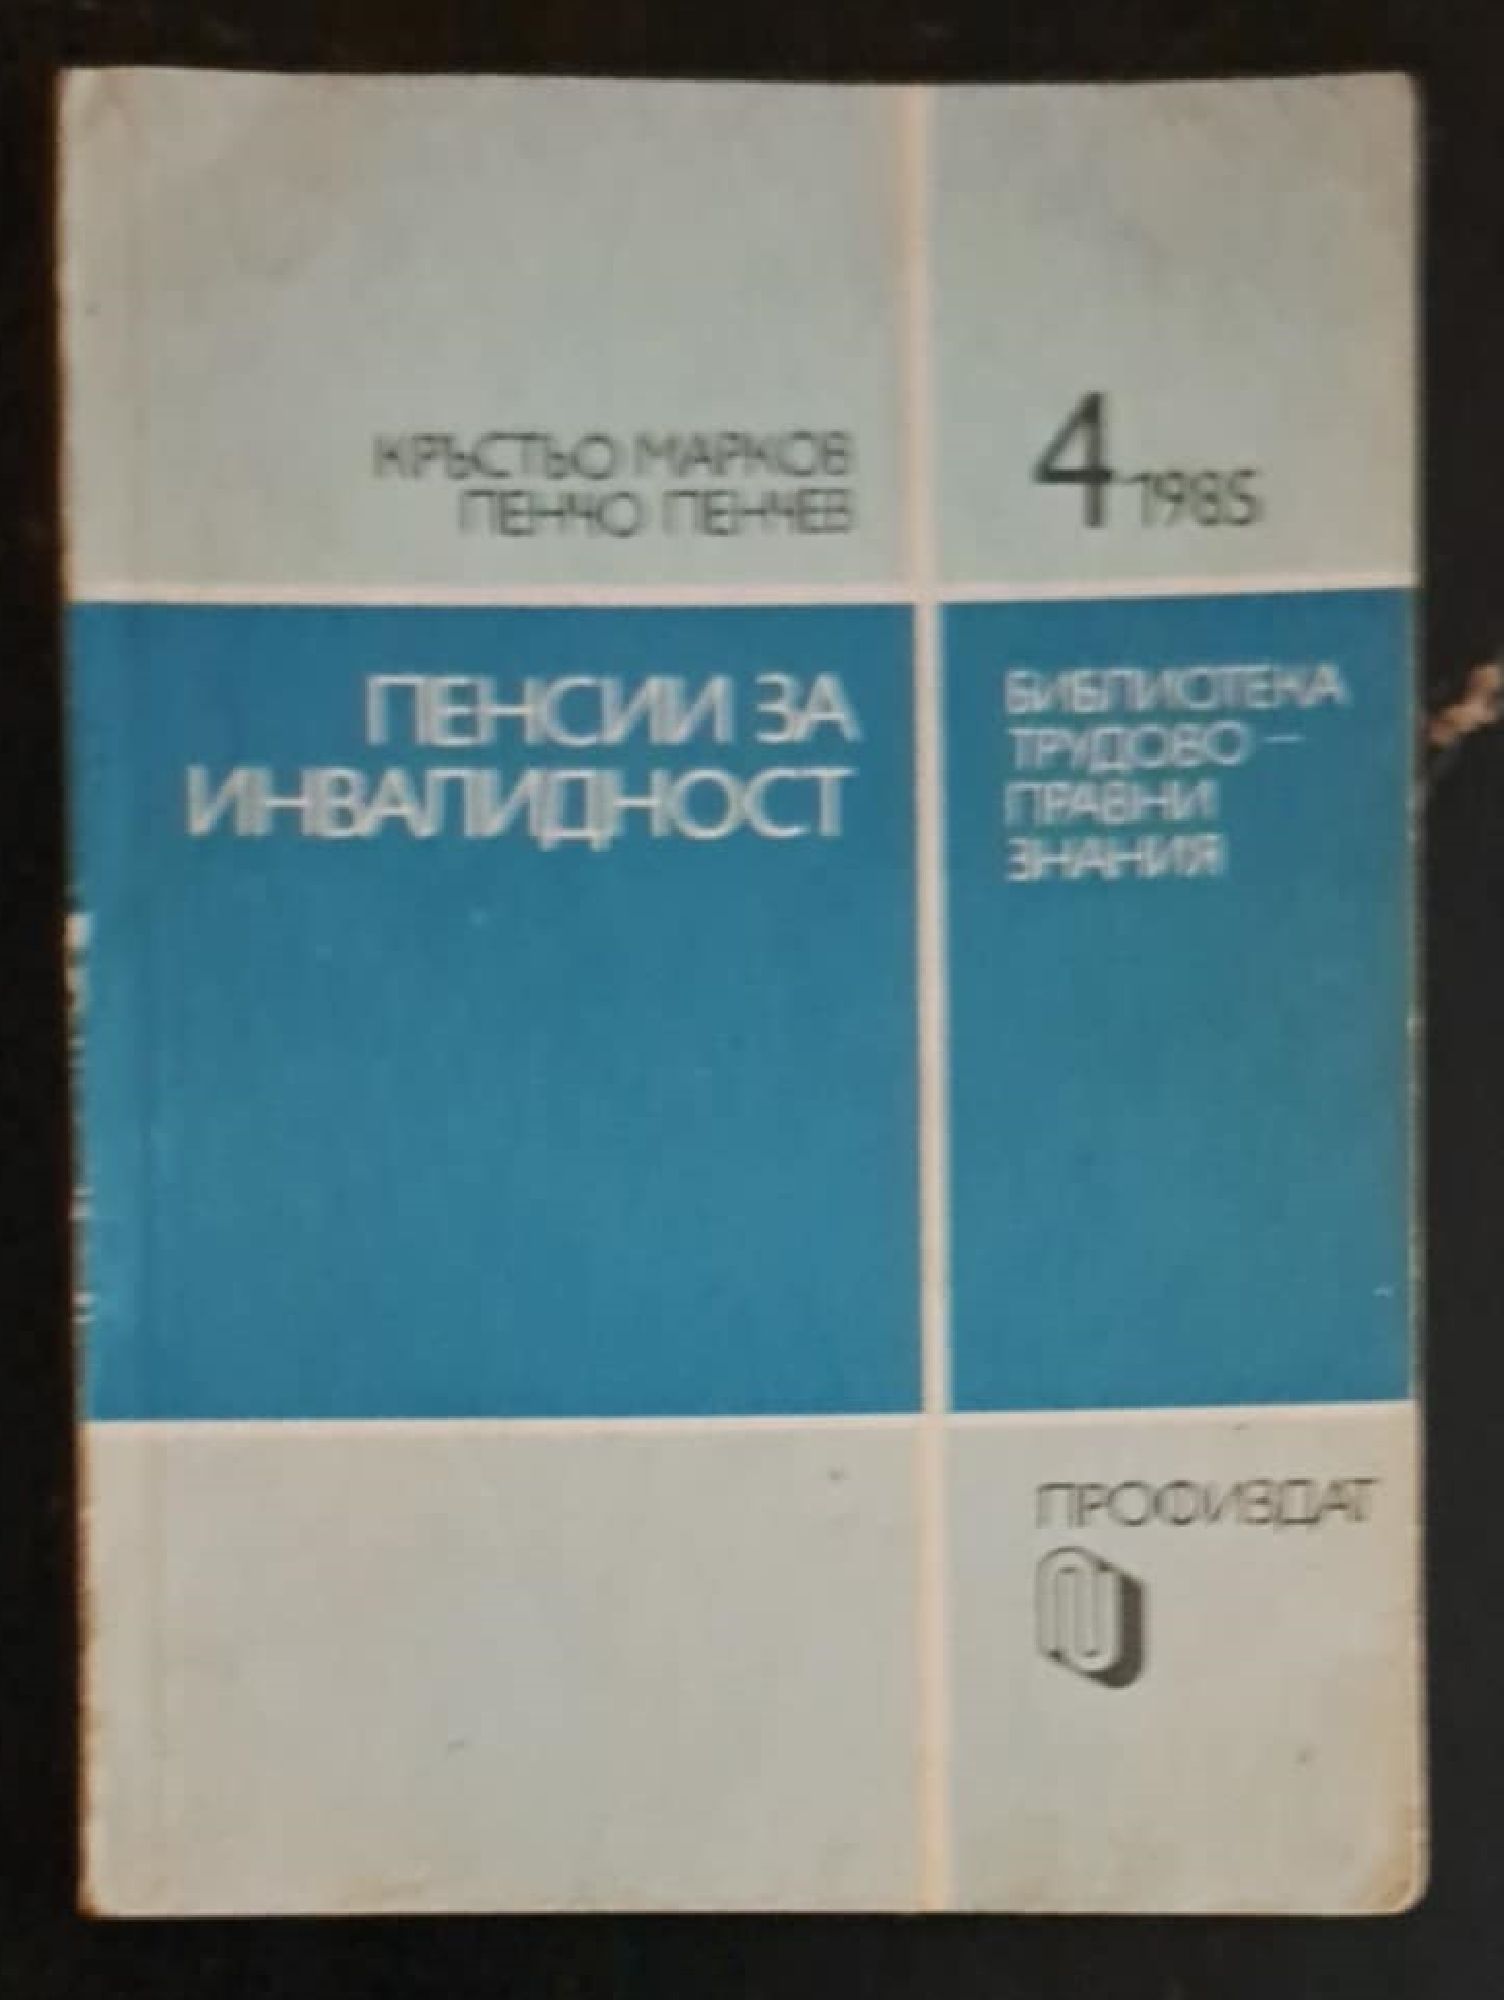 КРЪСТЬО МАРКОВ
ПЕНЧО ПЕНЧЕВ
4 1985
ПЕНСИИ ЗА
ИНВАЛИДНОСТ
БИБЛИОТЕКА
ТРУДОВО-
ПРАВНИ
ЗНАНИЯ
ПРОФИЗДАТ